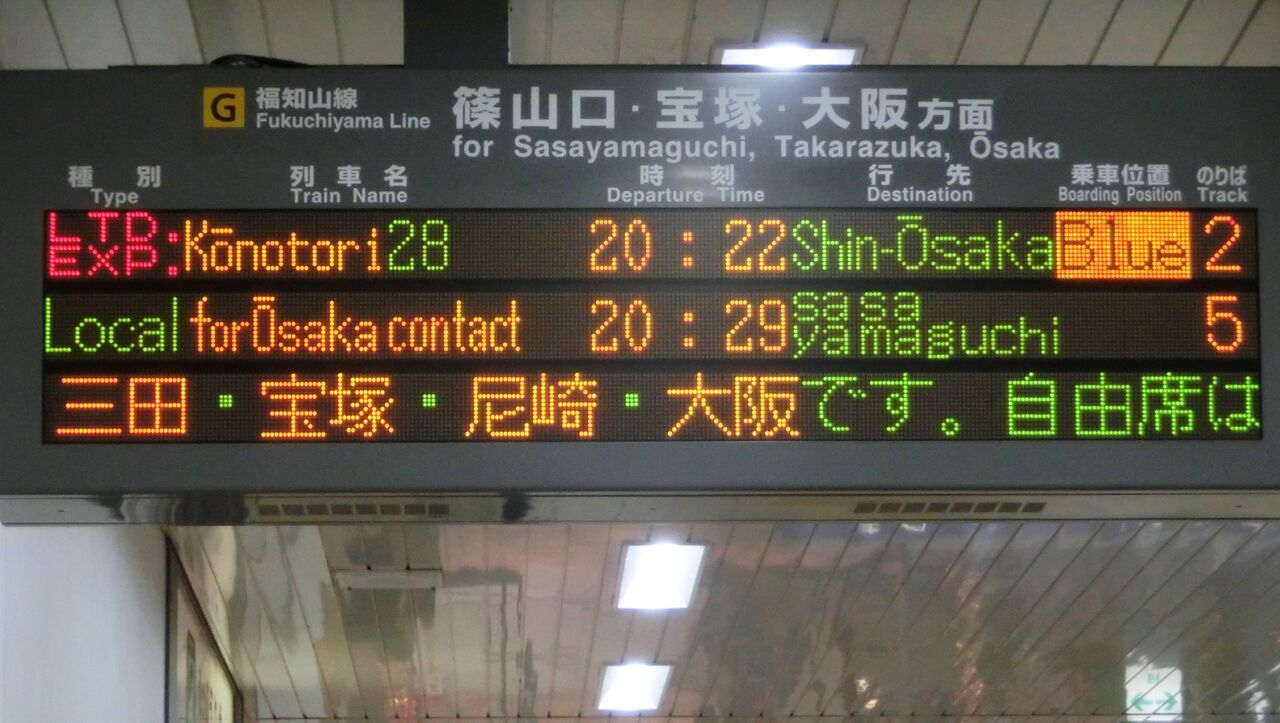 G 福知山線 篠山口・宝塚・大阪方面
Fukuchiyama Line for Sasayamaguchi, Takarazuka, Ōsaka
種別 列車名 時刻 行先 乗車位置 のりば
Type Train Name Departure Time Destination Boarding Position Track
LTD. EXP. Kōnotori 28 20:22 Shin-Ōsaka Blue 2
Local for Ōsaka contact 20:29 sasayamaguchi 5
三田・宝塚・尼崎・大阪です。自由席は